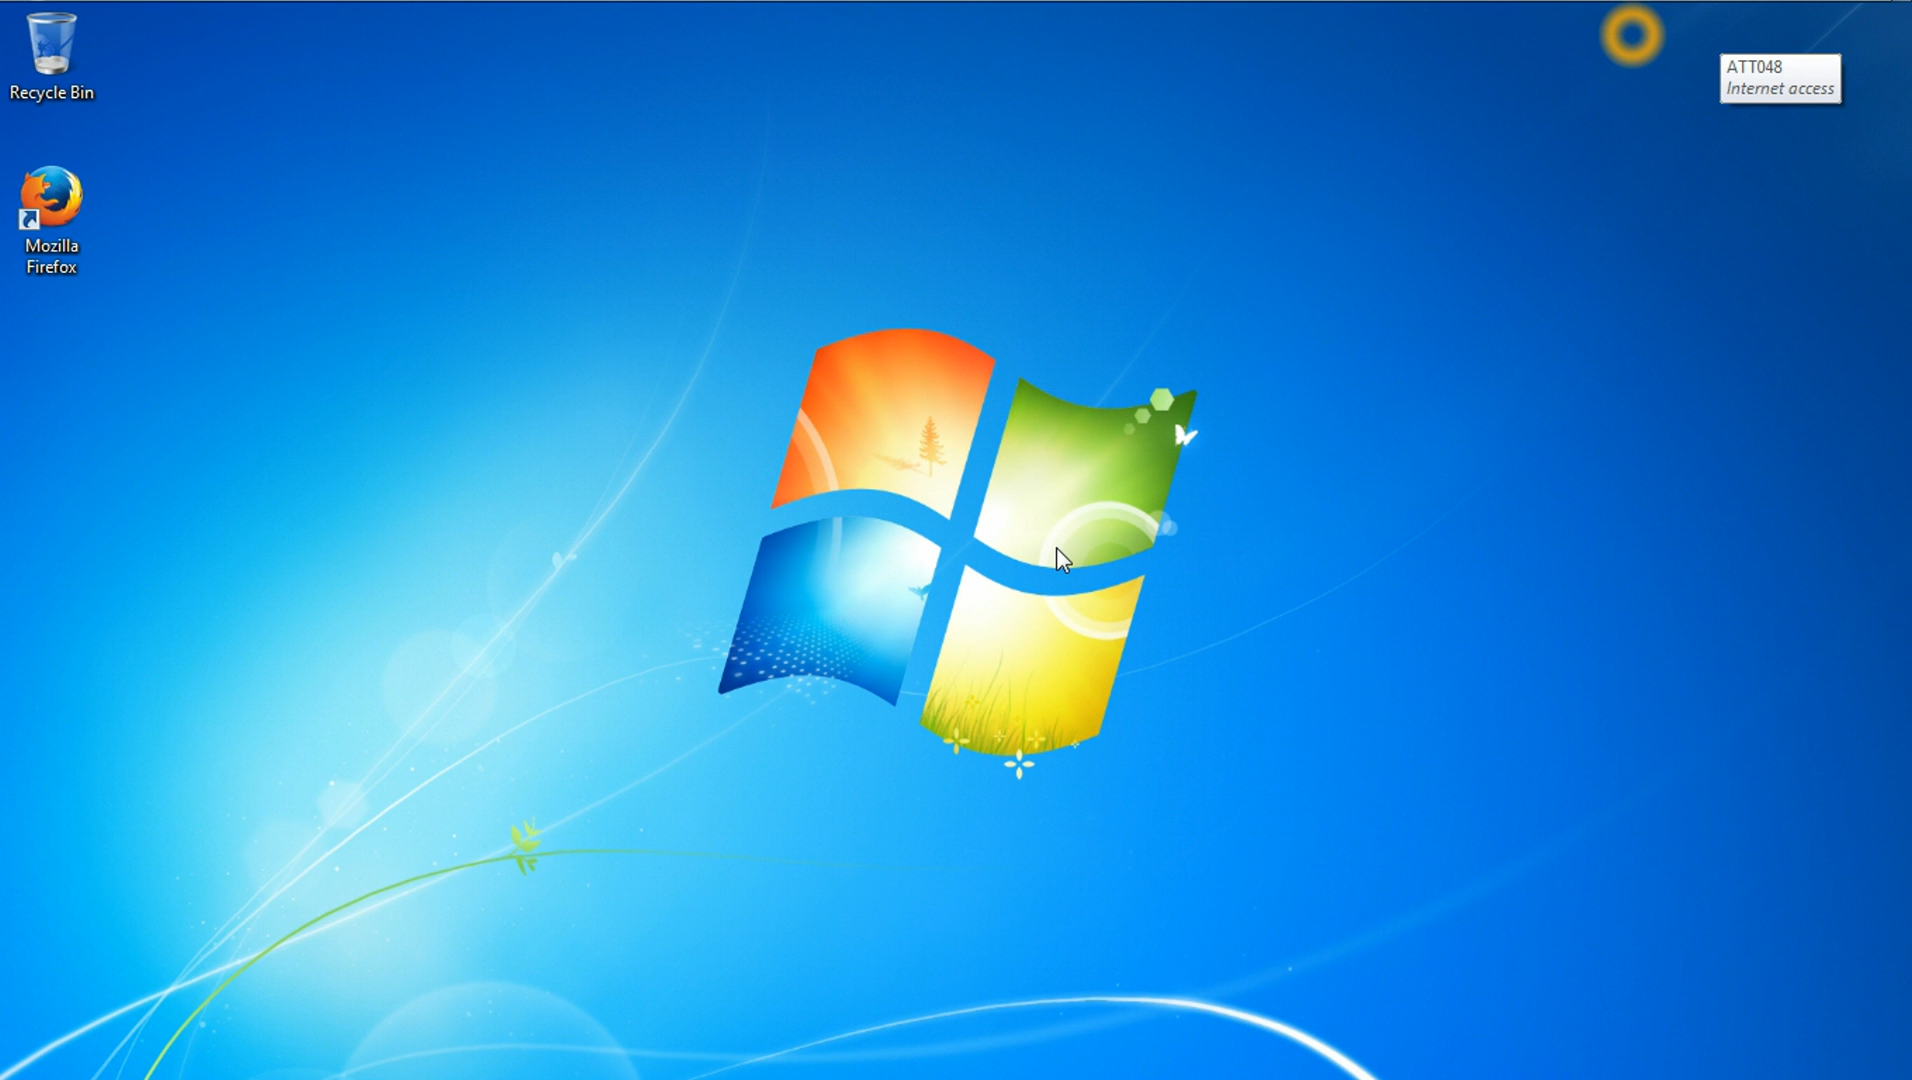 Recycle Bin
Mozilla
Firefox
ATT048
Internet access